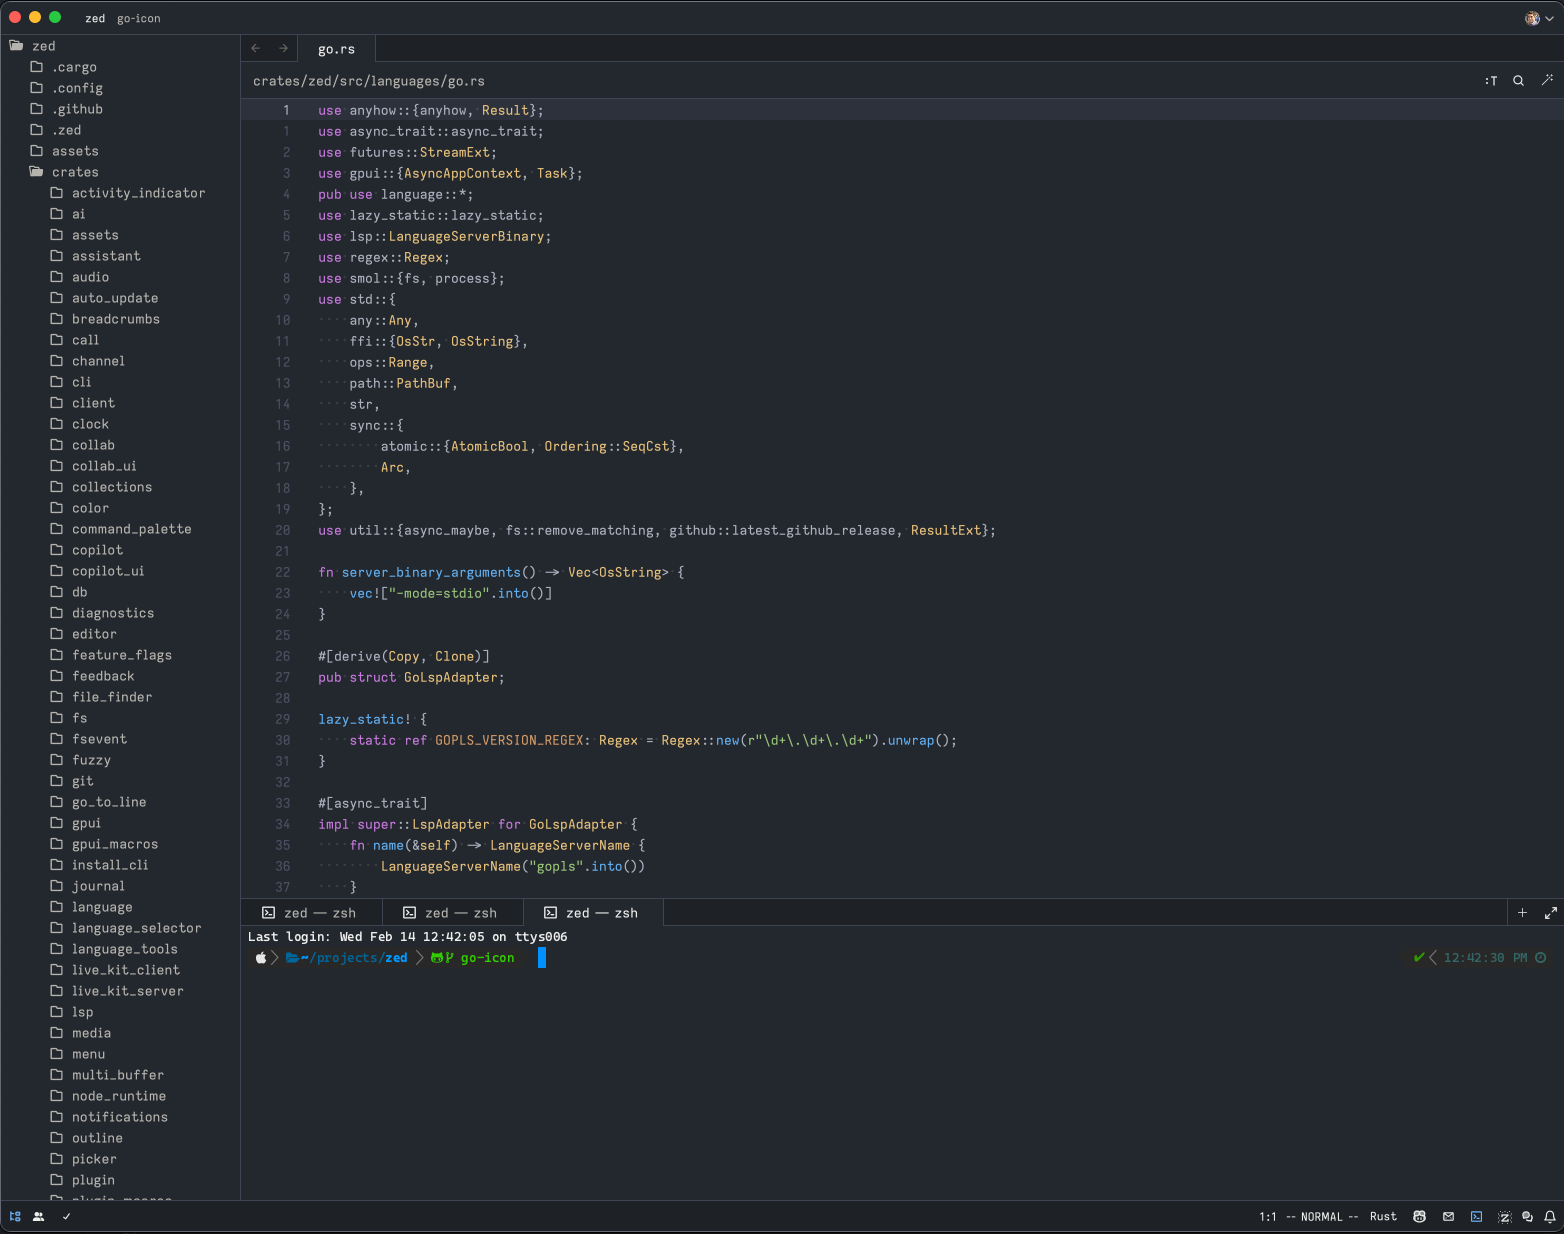 zed go-icon
zed
.cargo
.config
.github
.zed
assets
crates
activity_indicator
ai
assets
assistant
audio
auto_update
breadcrumbs
call
channel
cli
client
clock
collab
collab_ui
collections
color
command_palette
copilot
copilot_ui
db
diagnostics
editor
feature_flags
feedback
file_finder
fs
fsevent
fuzzy
git
go_to_line
gpui
gpui_macros
install_cli
journal
language
language_selector
language_tools
live_kit_client
live_kit_server
lsp
media
menu
multi_buffer
node_runtime
notifications
outline
picker
plugin
plugin_macros
go.rs
crates/zed/src/languages/go.rs
:T
1 use anyhow::{anyhow, Result};
1 use async_trait::async_trait;
2 use futures::StreamExt;
3 use gpui::{AsyncAppContext, Task};
4 pub use language::*;
5 use lazy_static::lazy_static;
6 use lsp::LanguageServerBinary;
7 use regex::Regex;
8 use smol::{fs, process};
9 use std::{
10 any::Any,
11 ffi::{OsStr, OsString},
12 ops::Range,
13 path::PathBuf,
14 str,
15 sync::{
16 atomic::{AtomicBool, Ordering::SeqCst},
17 Arc,
18 },
19 };
20 use util::{async_maybe, fs::remove_matching, github::latest_github_release, ResultExt};
21
22 fn server_binary_arguments() -> Vec<OsString> {
23 vec!["-mode=stdio".into()]
24 }
25
26 #[derive(Copy, Clone)]
27 pub struct GoLspAdapter;
28
29 lazy_static! {
30 static ref GOPLS_VERSION_REGEX: Regex = Regex::new(r"\d+\.\d+\.\d+").unwrap();
31 }
32
33 #[async_trait]
34 impl super::LspAdapter for GoLspAdapter {
35 fn name(&self) -> LanguageServerName {
36 LanguageServerName("gopls".into())
37 }
zed — zsh
zed — zsh
zed — zsh
Last login: Wed Feb 14 12:42:05 on ttys006
~/projects/zed go-icon 12:42:30 PM
1:1 -- NORMAL -- Rust